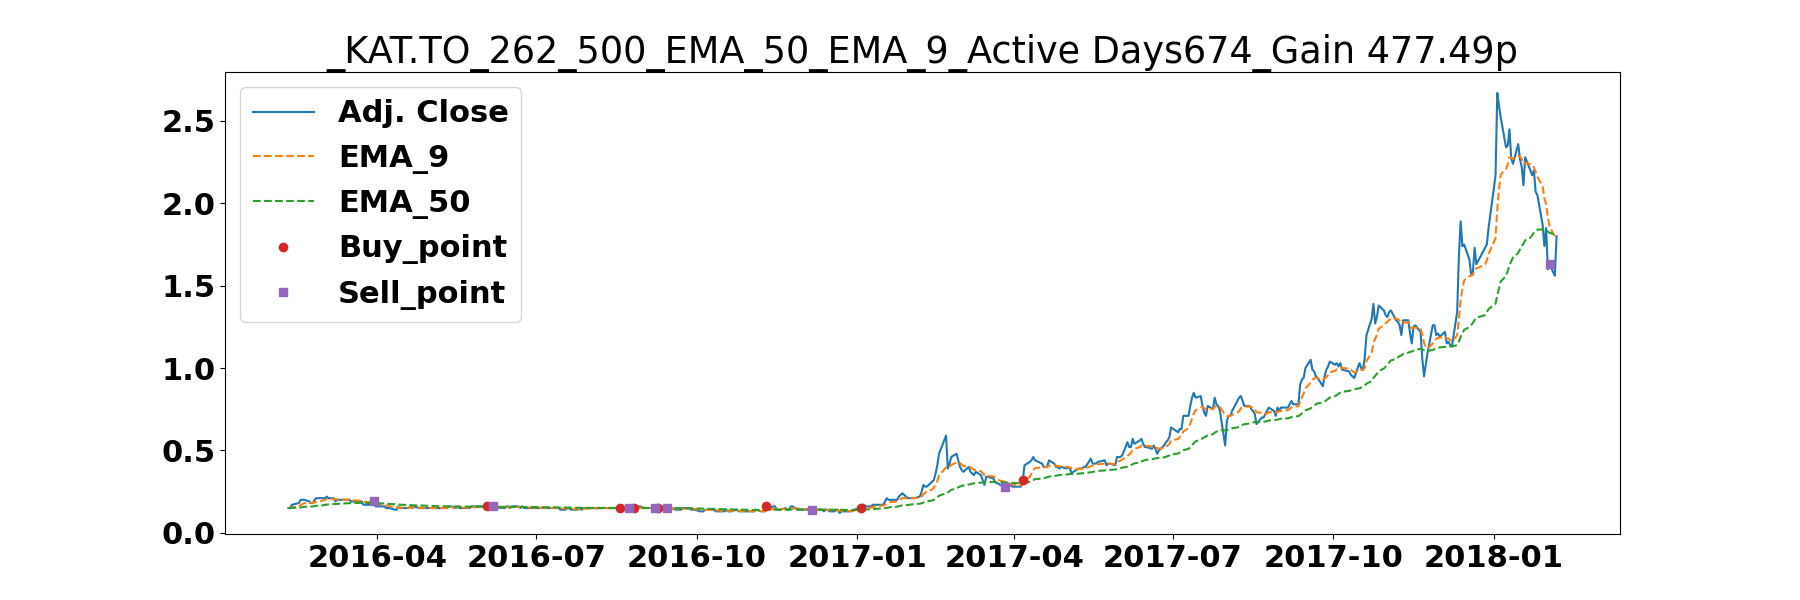 _KAT.TO_262_500_EMA_50_EMA_9_Active Days674_Gain 477.49p
Adj. Close
EMA_9
EMA_50
Buy_point
Sell_point
2.5
2.0
1.5
1.0
0.5
0.0
2016-04 2016-07 2016-10 2017-01 2017-04 2017-07 2017-10 2018-01